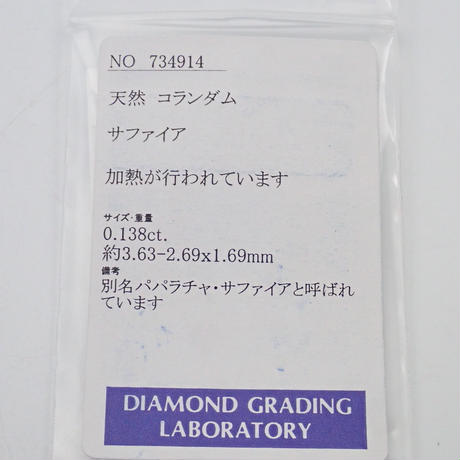 NO 734914
天然 コランダム
サファイア
加熱が行われています
サイズ・重量
0.138ct.
約3.63-2.69x1.69mm
備考
別名パパラチャ・サファイアと呼ばれ
ています
DIAMOND GRADING
LABORATORY